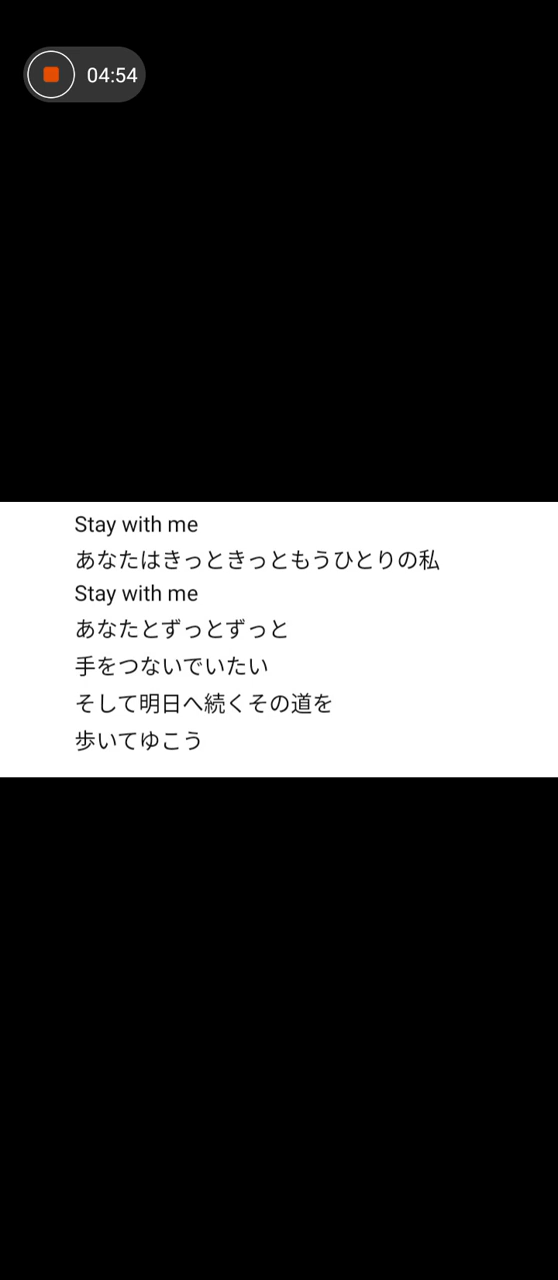 04:54
Stay with me
あなたはきっときっともうひとりの私
Stay with me
あなたとずっとずっと
手をつないでいたい
そして明日へ続くその道を
歩いてゆこう